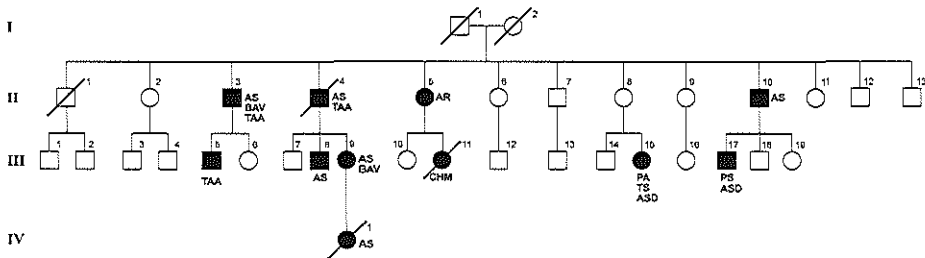 I 1 2
II 1 2 3 4 5 6 7 8 9 10 11 12 13
AS AS AR AS
BAV TAA
TAA
III 1 2 3 4 5 6 7 8 9 10 11 12 13 14 15 16 17 18 19
AS
BAV
TAA AS CHM PA PS
TS ASD
ASD
IV 1
AS